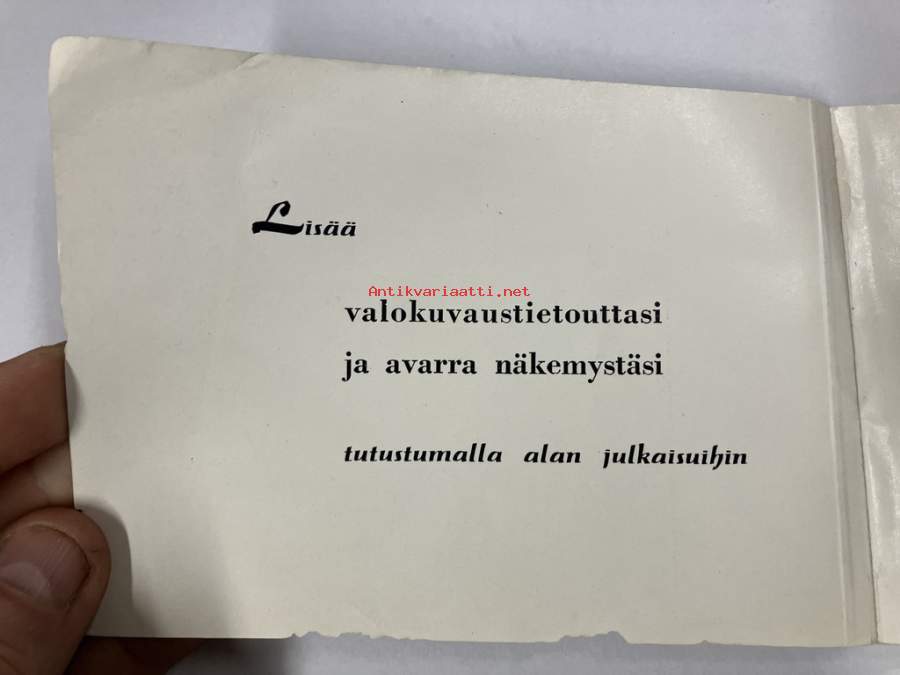 Lisää
Antikvariaatti.net
valokuvaustietouttasi
ja avarra näkemystäsi
tutustumalla alan julkaisuihin